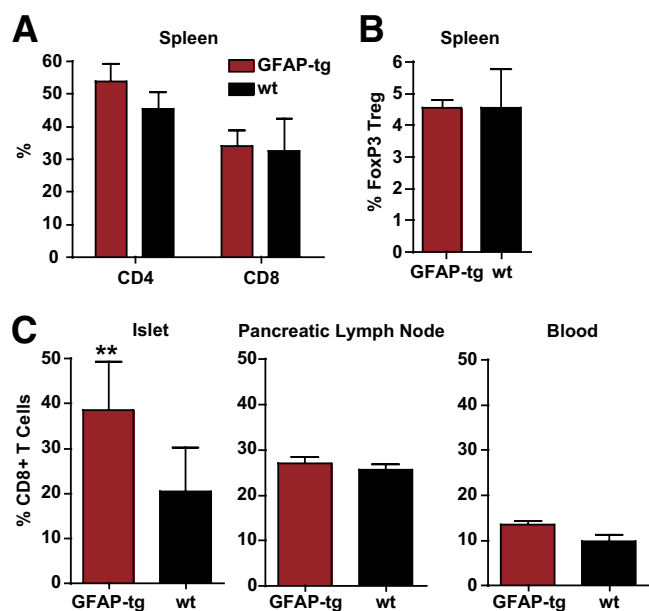 A
Spleen
GFAP-tg
wt
%
60
50
40
30
20
10
0
CD4 CD8
B
Spleen
% FoxP3 Treg
7
6
5
4
3
2
1
0
GFAP-tg wt
C
Islet
**
% CD8+ T Cells
50
40
30
20
10
0
GFAP-tg wt
Pancreatic Lymph Node
50
40
30
20
10
0
GFAP-tg wt
Blood
50
40
30
20
10
0
GFAP-tg wt